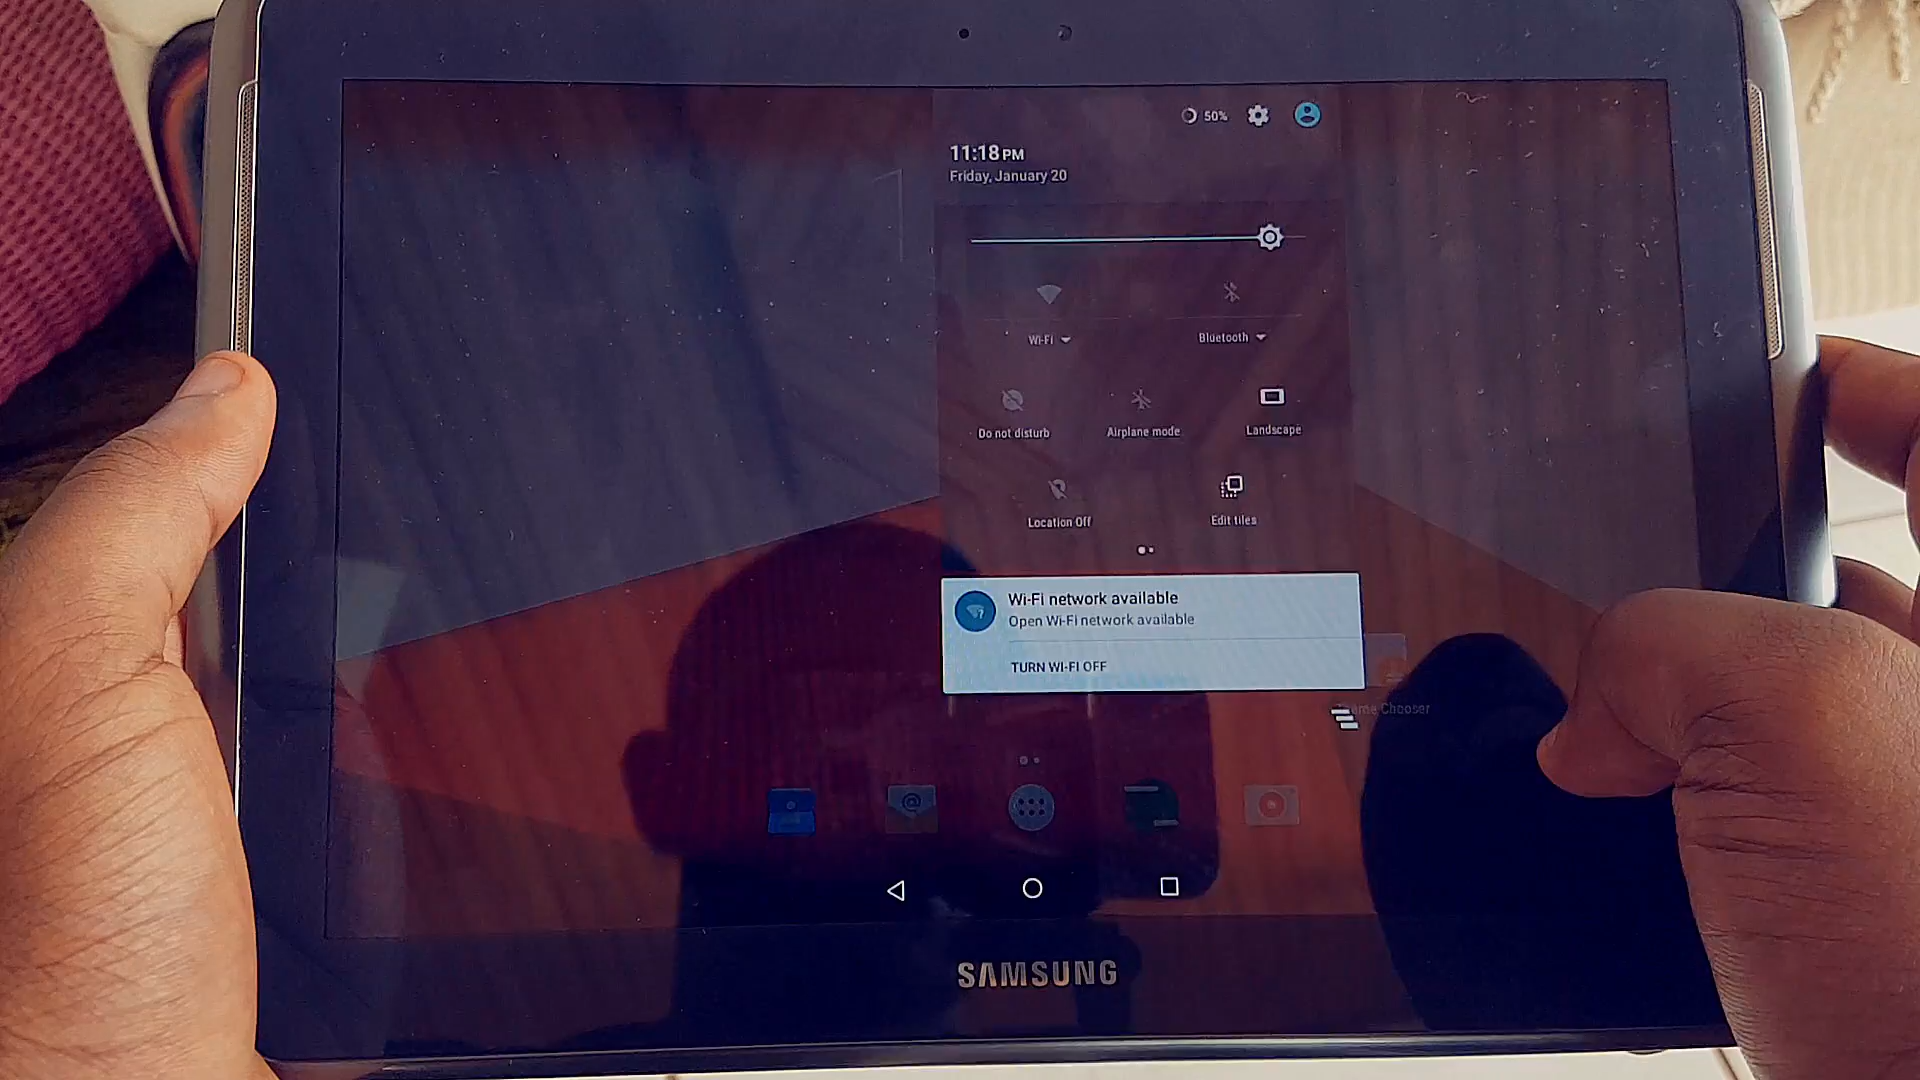 50%
11:18 PM
Friday, January 20
Wi-Fi
Bluetooth
Do not disturb
Airplane mode
Landscape
Location Off
Edit tiles
Wi-Fi network available
Open Wi-Fi network available
TURN WI-FI OFF
Chooser
SAMSUNG